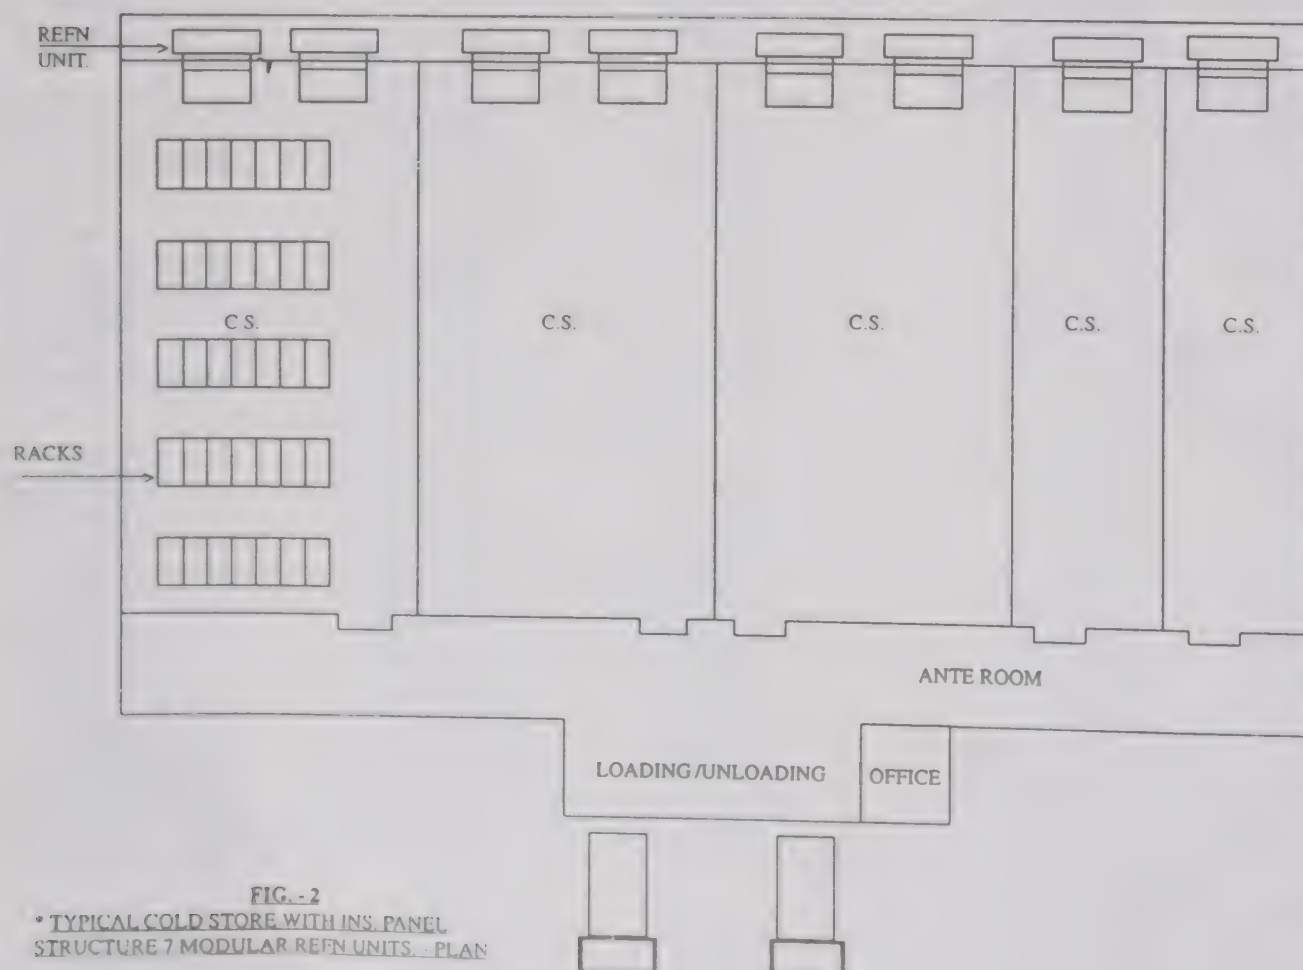 REFN
UNIT.
C S.
C.S.
C.S.
C.S.
C.S.
RACKS
ANTE ROOM
LOADING/UNLOADING
OFFICE
FIG. - 2
* TYPICAL COLD STORE WITH INS. PANEL
STRUCTURE 7 MODULAR REFN UNITS. - PLAN